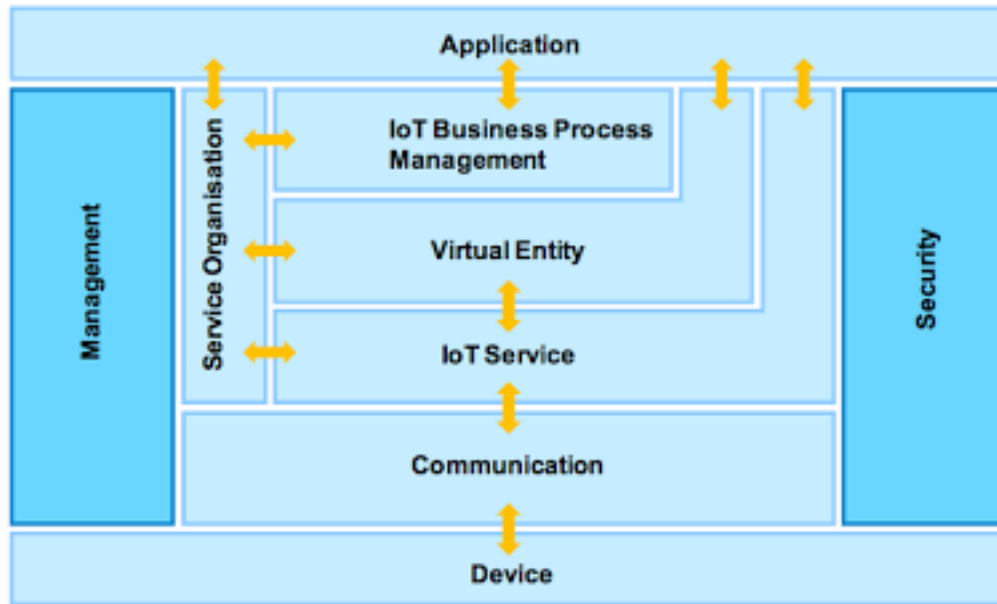 Application
IoT Business Process
Management
Management
Service Organisation
Virtual Entity
Security
IoT Service
Communication
Device